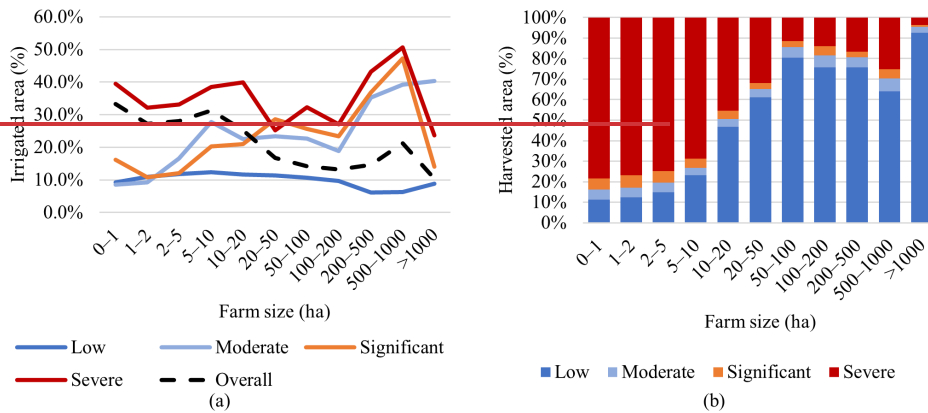 (a)
60.0%
50.0%
40.0%
30.0%
20.0%
10.0%
0.0%
Irrigated area (%)
0–1
1–2
2–5
5–10
10–20
20–50
50–100
100–200
200–500
500–1000
>1000
Farm size (ha)
Low
Moderate
Significant
Severe
Overall
(a)
(b)
100%
90%
80%
70%
60%
50%
40%
30%
20%
10%
0%
Harvested area (%)
0–1
1–2
2–5
5–10
10–20
20–50
50–100
100–200
200–500
500–1000
>1000
Farm size (ha)
Low
Moderate
Significant
Severe
(b)